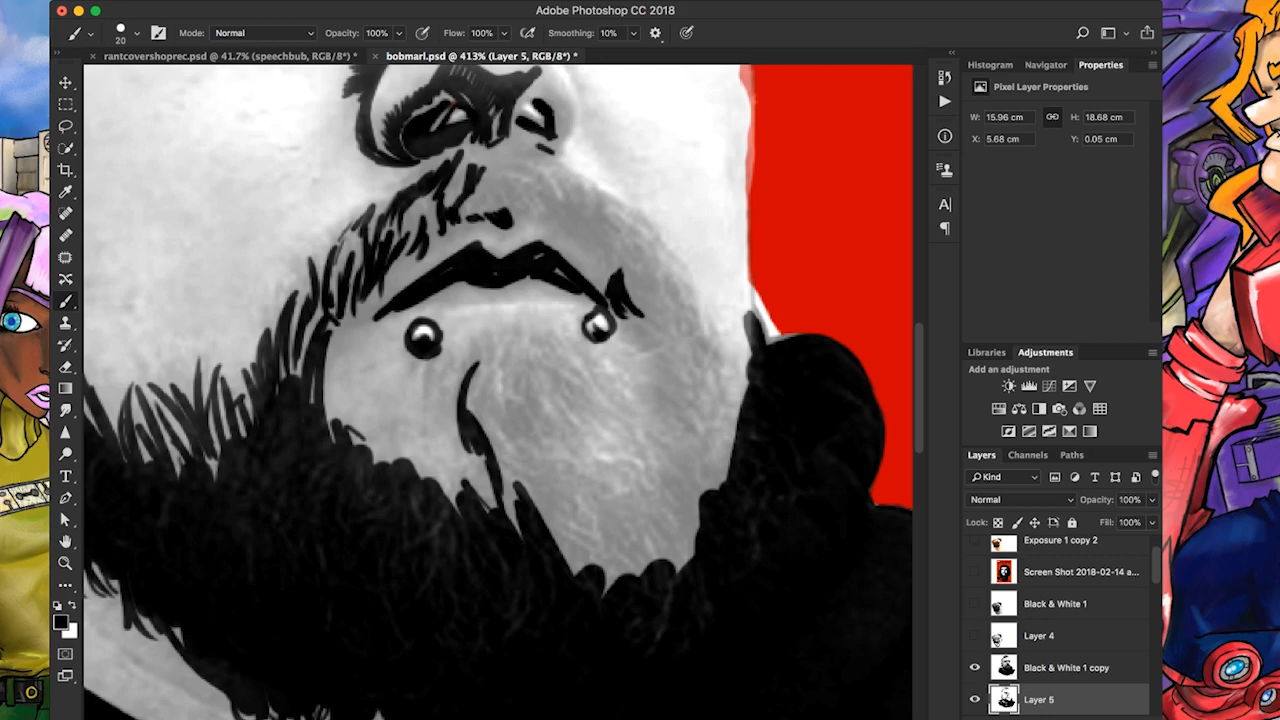 Adobe Photoshop CC 2018
20 Mode: Normal Opacity: 100% Flow: 100% Smoothing: 10%
× rantcovershoprec.psd @ 41.7% (speechbub, RGB/8*) * × bobmarl.psd @ 413% (Layer 5, RGB/8*) *
Histogram Navigator Properties
Pixel Layer Properties
W: 15.96 cm H: 18.68 cm
X: 5.68 cm Y: 0.05 cm
Libraries Adjustments
Add an adjustment
Layers Channels Paths
Kind
Normal Opacity: 100%
Lock: Fill: 100%
Exposure 1 copy 2
Screen Shot 2018-02-14 a...
Black & White 1
Layer 4
Black & White 1 copy
Layer 5